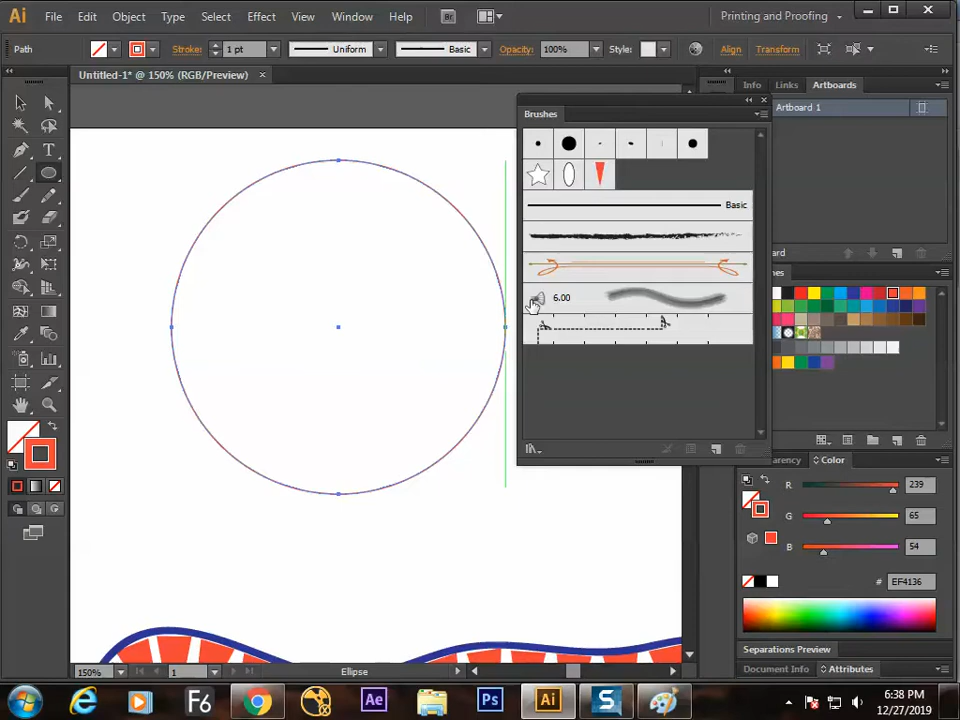 Ai File Edit Object Type Select Effect View Window Help Br Printing and Proofing
Path Stroke: 1 pt Uniform Basic Opacity: 100% Style: Align Transform
Untitled-1* @ 150% (RGB/Preview)
Info Links Artboards
Artboard 1
Brushes
Basic
6.00
Color
R 239
G 65
B 54
# EF4136
Separations Preview
Document Info Attributes
150% 1 Ellipse
F6 Ae Ps Ai S
6:38 PM
12/27/2019